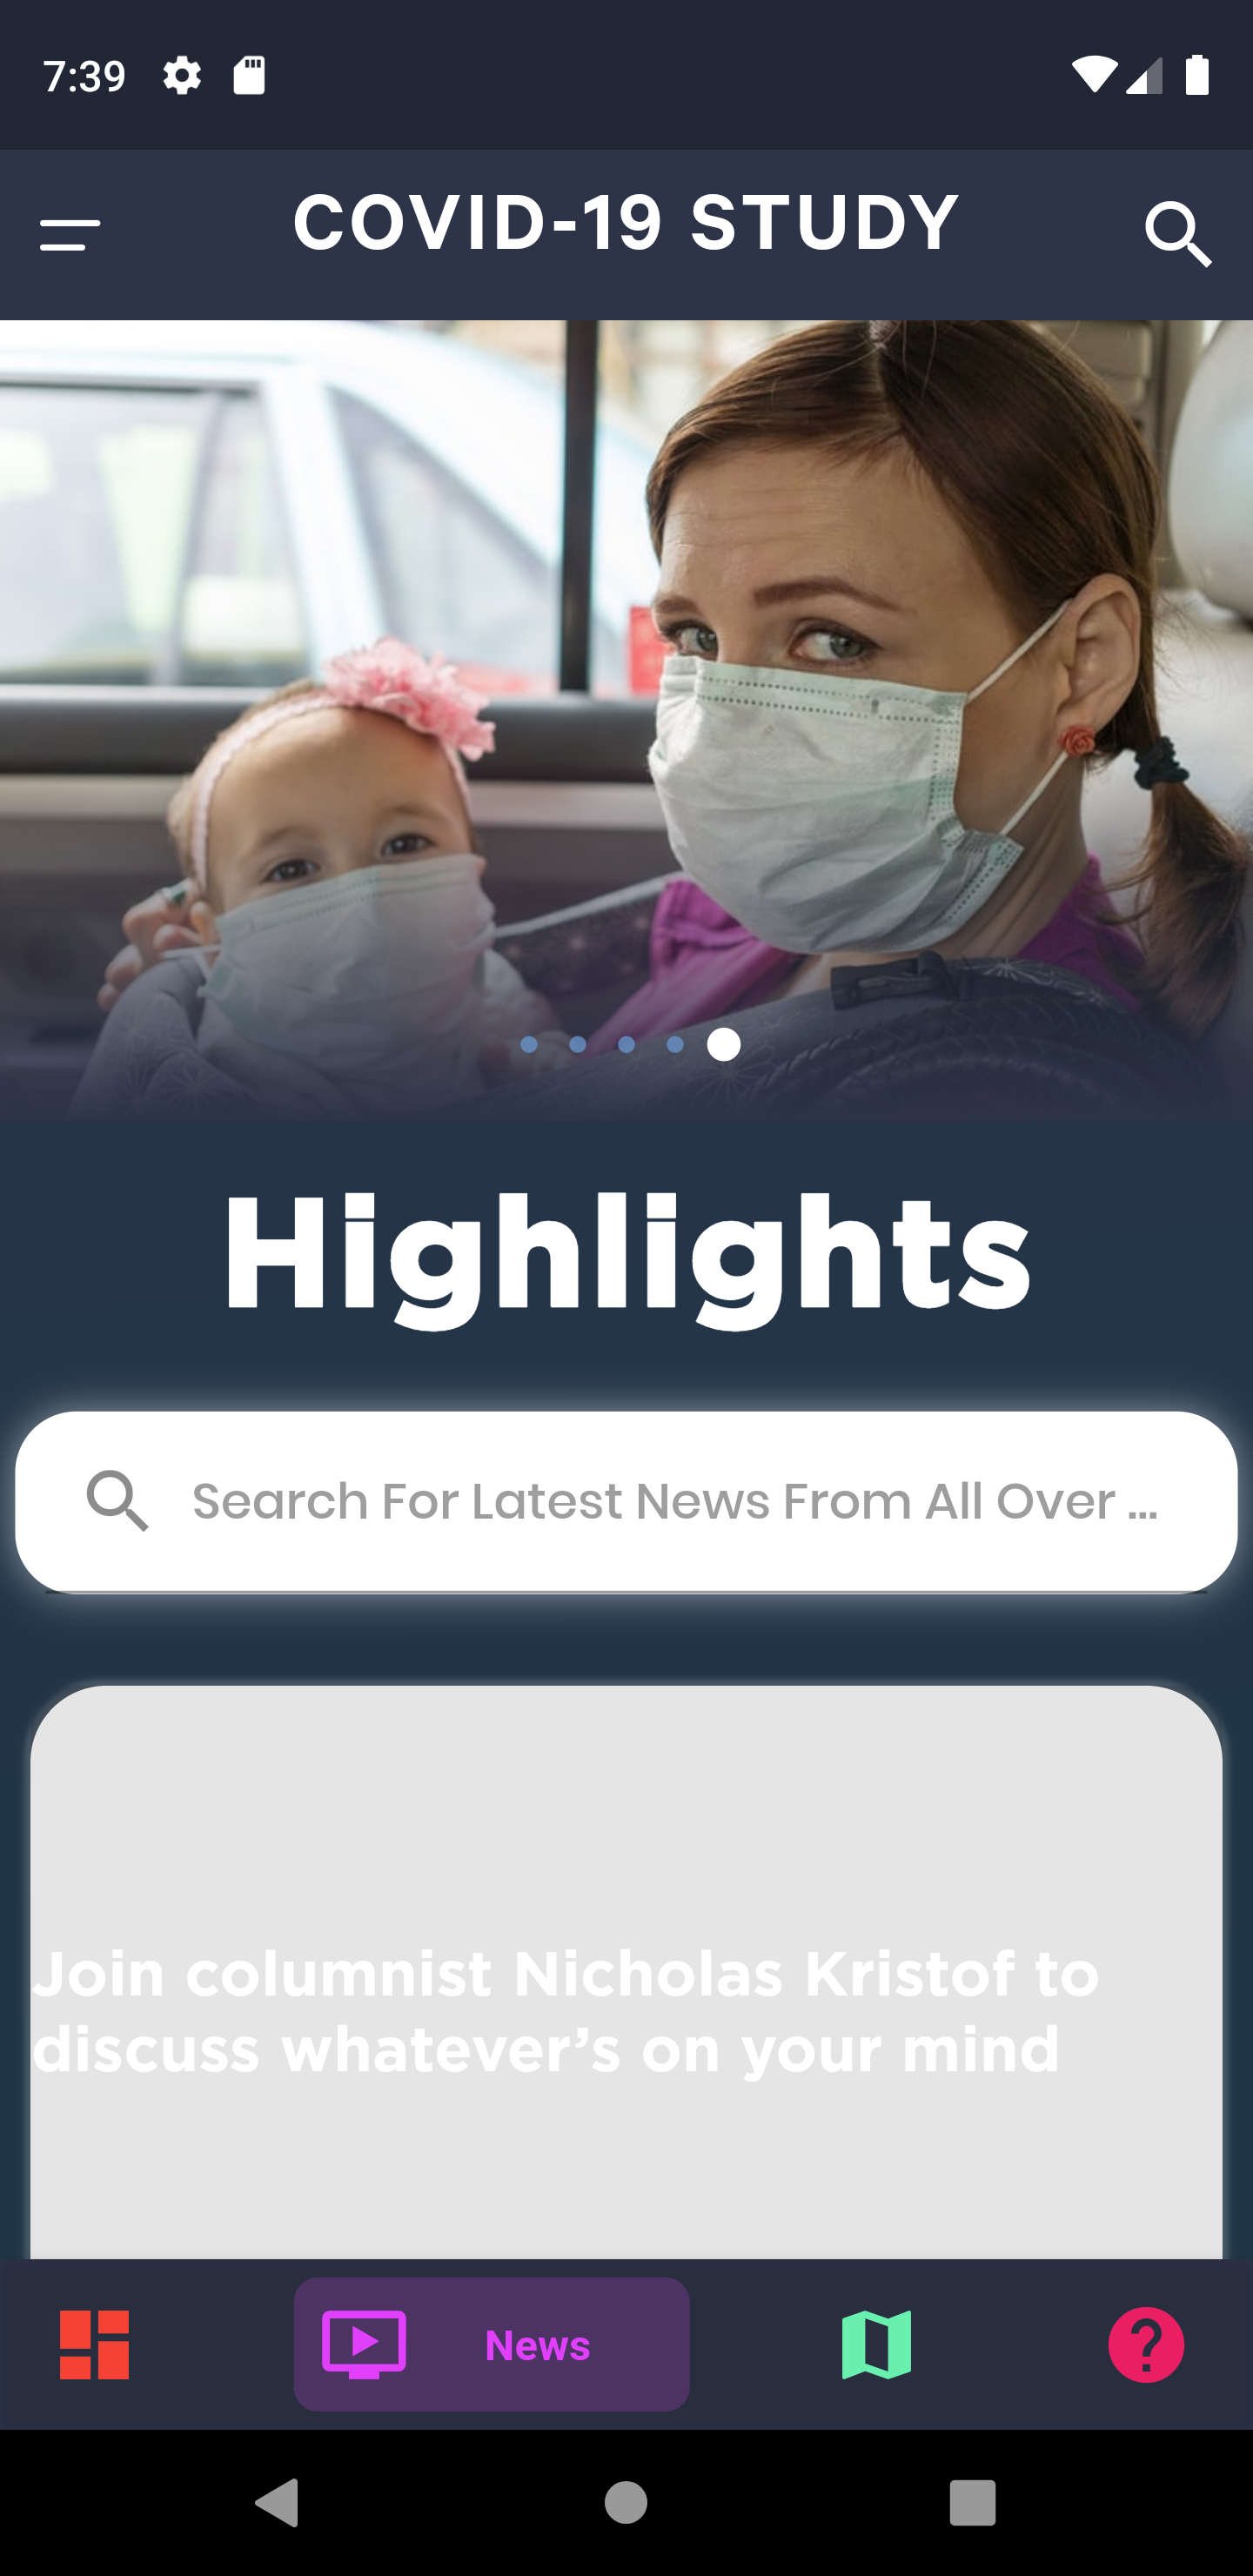 7:39
COVID-19 STUDY
Highlights
Search For Latest News From All Over ...
Join columnist Nicholas Kristof to
discuss whatever’s on your mind
News